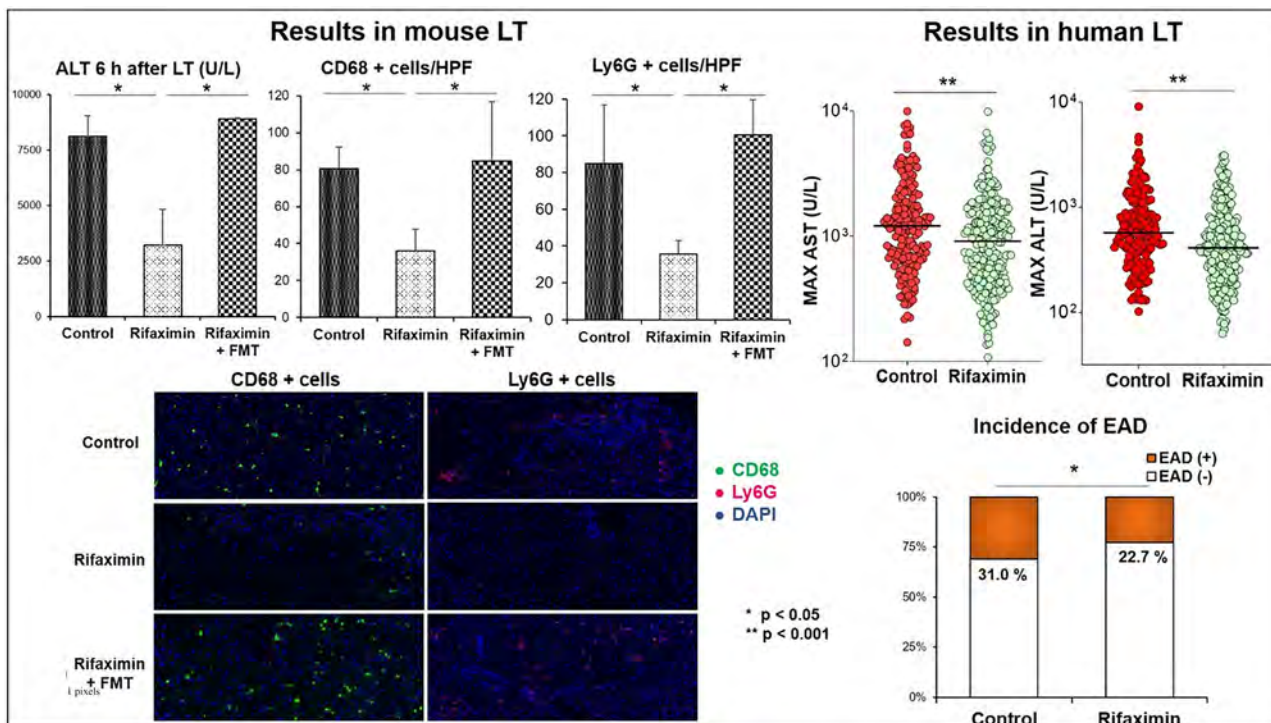 Results in mouse LT
ALT 6 h after LT (U/L)
*
*
10000
7500
5000
2500
0
Control
Rifaximin
Rifaximin
+ FMT
CD68 + cells/HPF
*
*
120
100
80
60
40
20
0
Control
Rifaximin
Rifaximin
+ FMT
Ly6G + cells/HPF
*
*
120
100
80
60
40
20
0
Control
Rifaximin
Rifaximin
+ FMT
CD68 + cells
Ly6G + cells
Control
Rifaximin
Rifaximin
+ FMT
pixels
CD68
Ly6G
DAPI
* p < 0.05
** p < 0.001
Results in human LT
**
MAX AST (U/L)
10⁴
10³
10²
Control
Rifaximin
**
MAX ALT (U/L)
10⁴
10³
10²
Control
Rifaximin
Incidence of EAD
EAD (+)
EAD (-)
*
100%
75%
50%
25%
0%
31.0 %
22.7 %
Control
Rifaximin